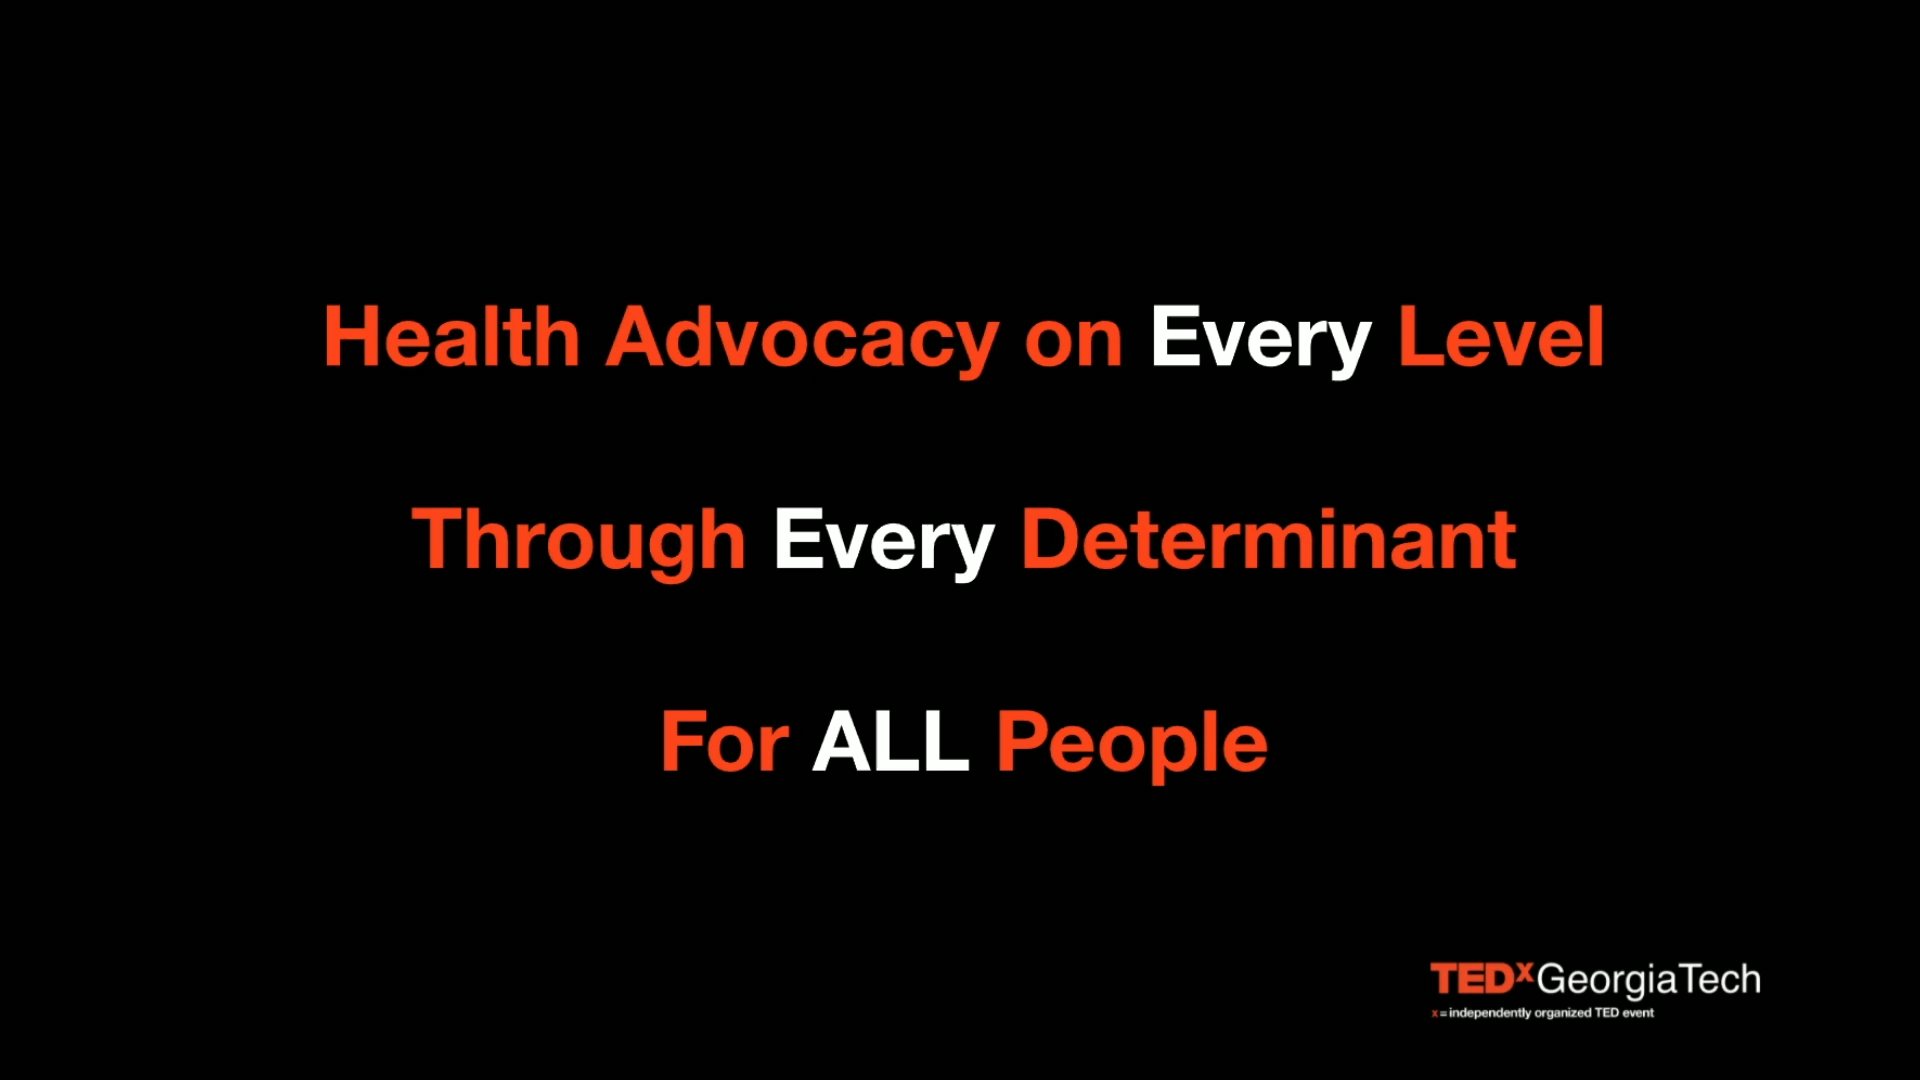 Health Advocacy on Every Level
Through Every Determinant
For ALL People
TEDxGeorgiaTech
x = independently organized TED event